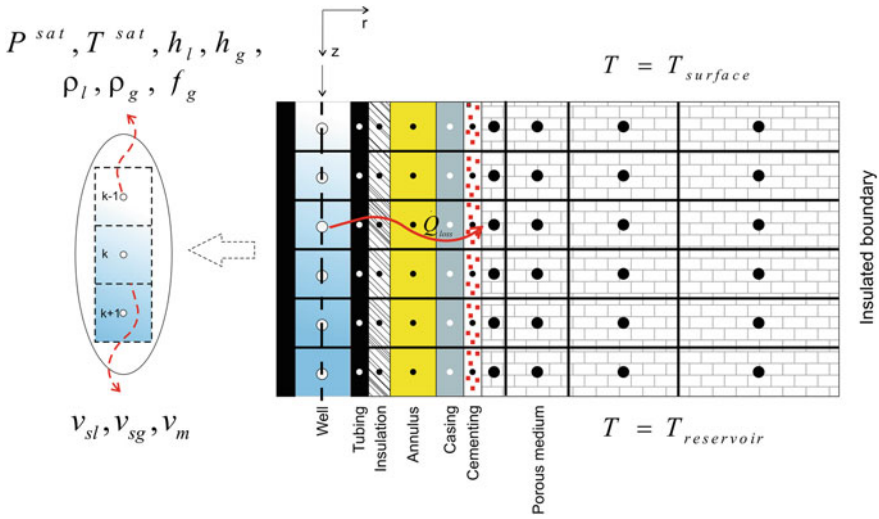 r
z
P^sat, T^sat, h_l, h_g,
ρ_l, ρ_g, f_g
T = T_surface
k-1
k
k+1
Q̇_loss
Insulated boundary
v_sl, v_sg, v_m
Well
Tubing
Insulation
Annulus
Casing
Cementing
Porous medium
T = T_reservoir